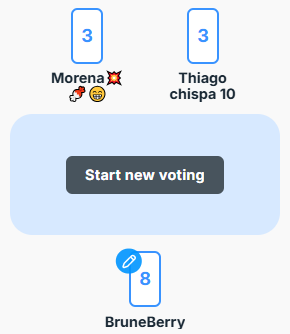 3
3
Morena💥
📌😁
Thiago
chispa 10
Start new voting
8
BruneBerry